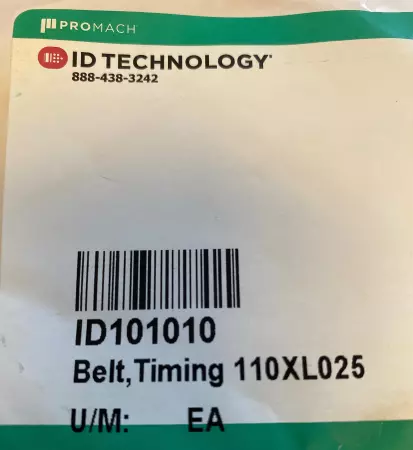 PROMACH
ID TECHNOLOGY
888-438-3242
ID101010
Belt,Timing 110XL025
U/M: EA